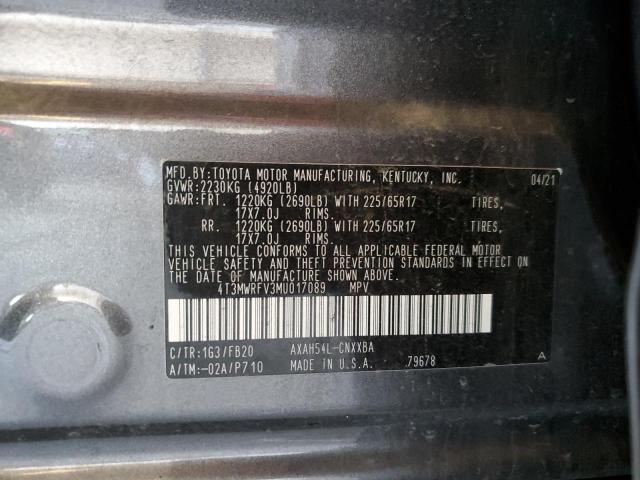 MFD.BY:TOYOTA MOTOR MANUFACTURING, KENTUCKY, INC. 04/21
GVWR:2230KG (4920LB)
GAWR:FRT. 1220KG (2690LB) WITH 225/65R17 TIRES,
17X7.0J RIMS.
RR. 1220KG (2690LB) WITH 225/65R17 TIRES,
17X7.0J RIMS.
THIS VEHICLE CONFORMS TO ALL APPLICABLE FEDERAL MOTOR
VEHICLE SAFETY AND THEFT PREVENTION STANDARDS IN EFFECT ON
THE DATE OF MANUFACTURE SHOWN ABOVE.
4T3MWRFV3MU017089 MPV
C/TR:1G3/FB20 AXAH54L-CNXXBA
A/TM:-02A/P710 MADE IN U.S.A. 79678 A